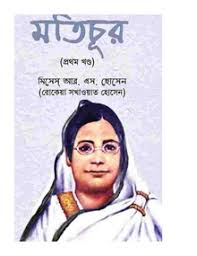 মতিচূর
(প্রথম খণ্ড)
মিসেস্ আর, এস, হোসেন
(রোকেয়া সাখাওয়াত হোসেন)